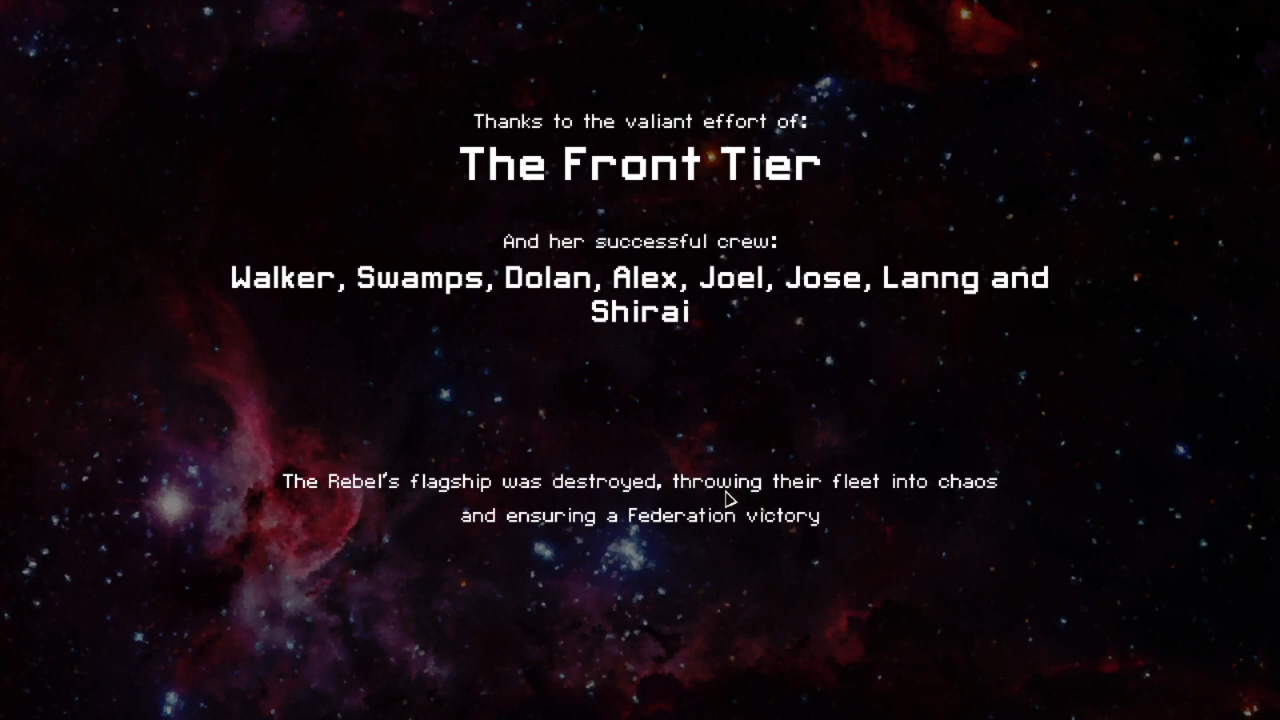 Thanks to the valiant effort of:
The Front Tier
And her successful crew:
Walker, Swamps, Dolan, Alex, Joel, Jose, Lanng and
Shirai
The Rebel's flagship was destroyed, throwing their fleet into chaos
and ensuring a Federation victory